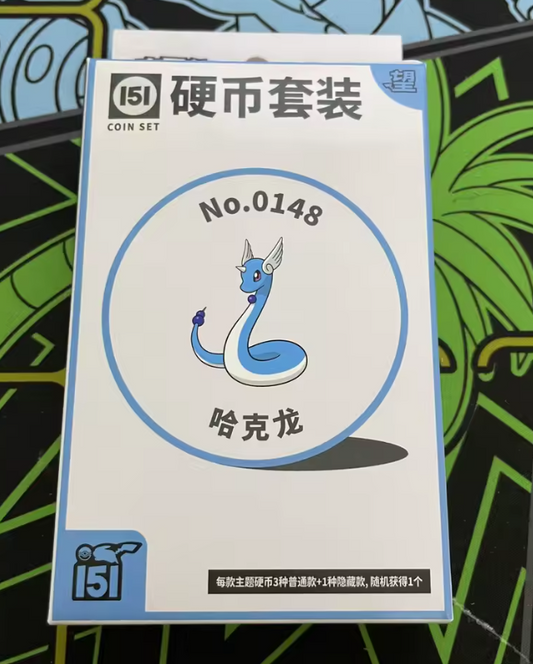 151 硬币套装 望
COIN SET
No.0148
哈克龙
151
每款主题硬币3种普通款+1种隐藏款, 随机获得1个